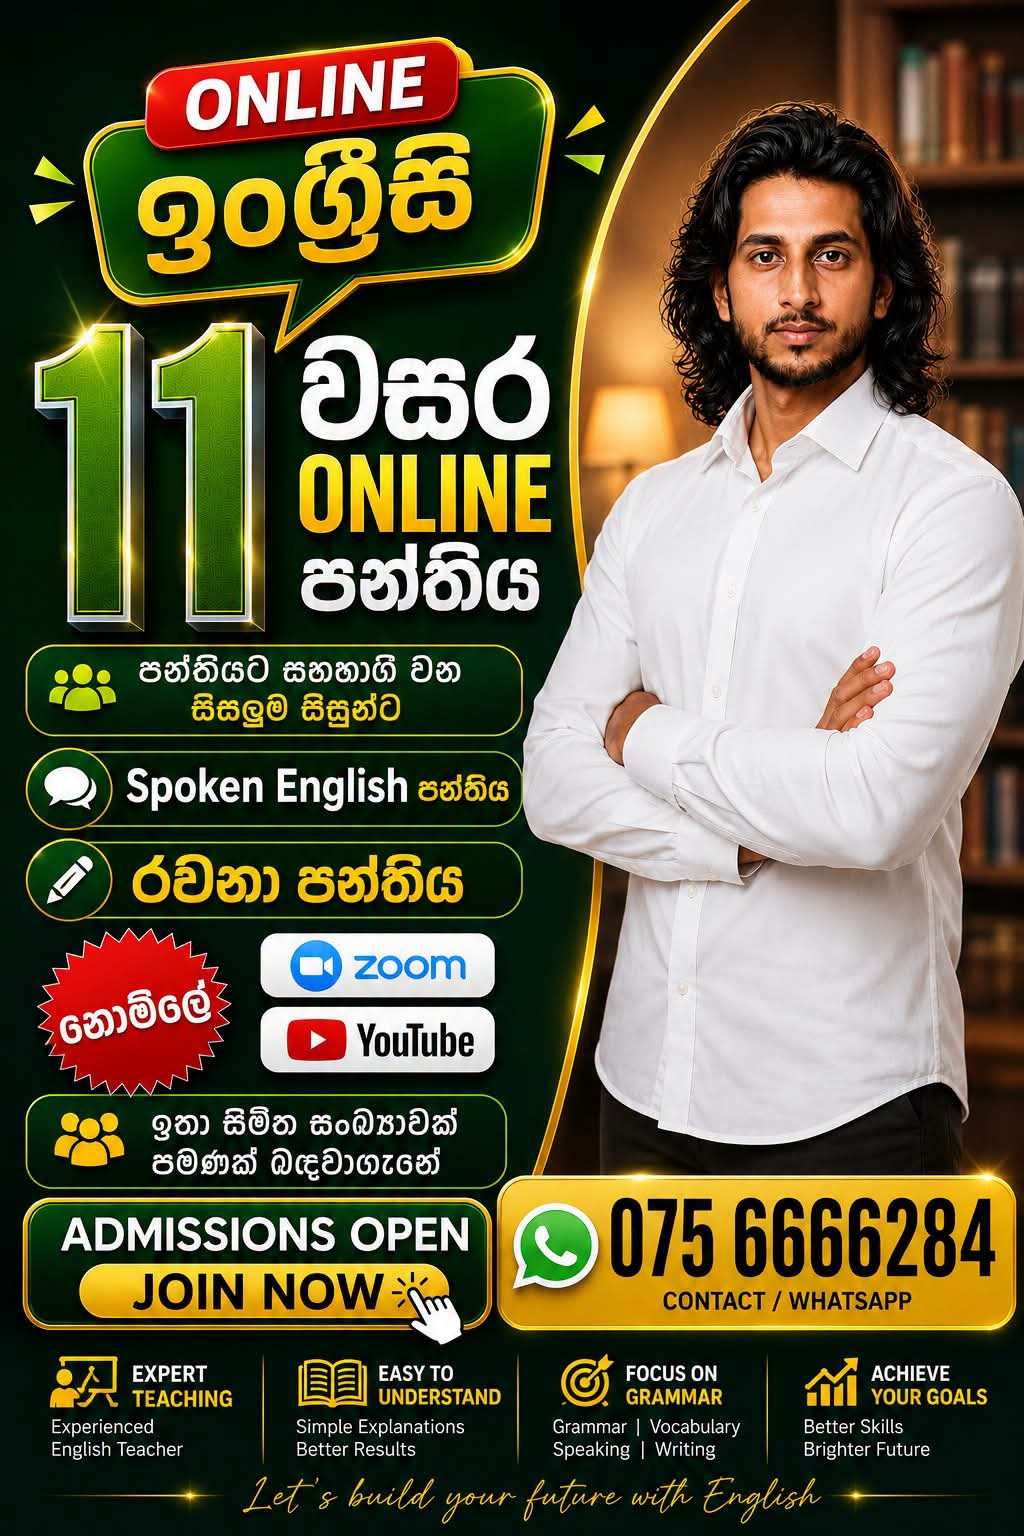 ONLINE
ඉංග්‍රීසි
11 වසර
ONLINE
පන්තිය
පන්තියට සහභාගී වන
සියලුම සිසුන්ට
Spoken English පන්තිය
රචනා පන්තිය
නොමිලේ
zoom
YouTube
ඉතා සීමිත සංඛ්‍යාවක්
පමණක් බඳවාගැනේ
ADMISSIONS OPEN
JOIN NOW
075 6666284
CONTACT / WHATSAPP
EXPERT
TEACHING
Experienced
English Teacher
EASY TO
UNDERSTAND
Simple Explanations
Better Results
FOCUS ON
GRAMMAR
Grammar | Vocabulary
Speaking | Writing
ACHIEVE
YOUR GOALS
Better Skills
Brighter Future
Let's build your future with English